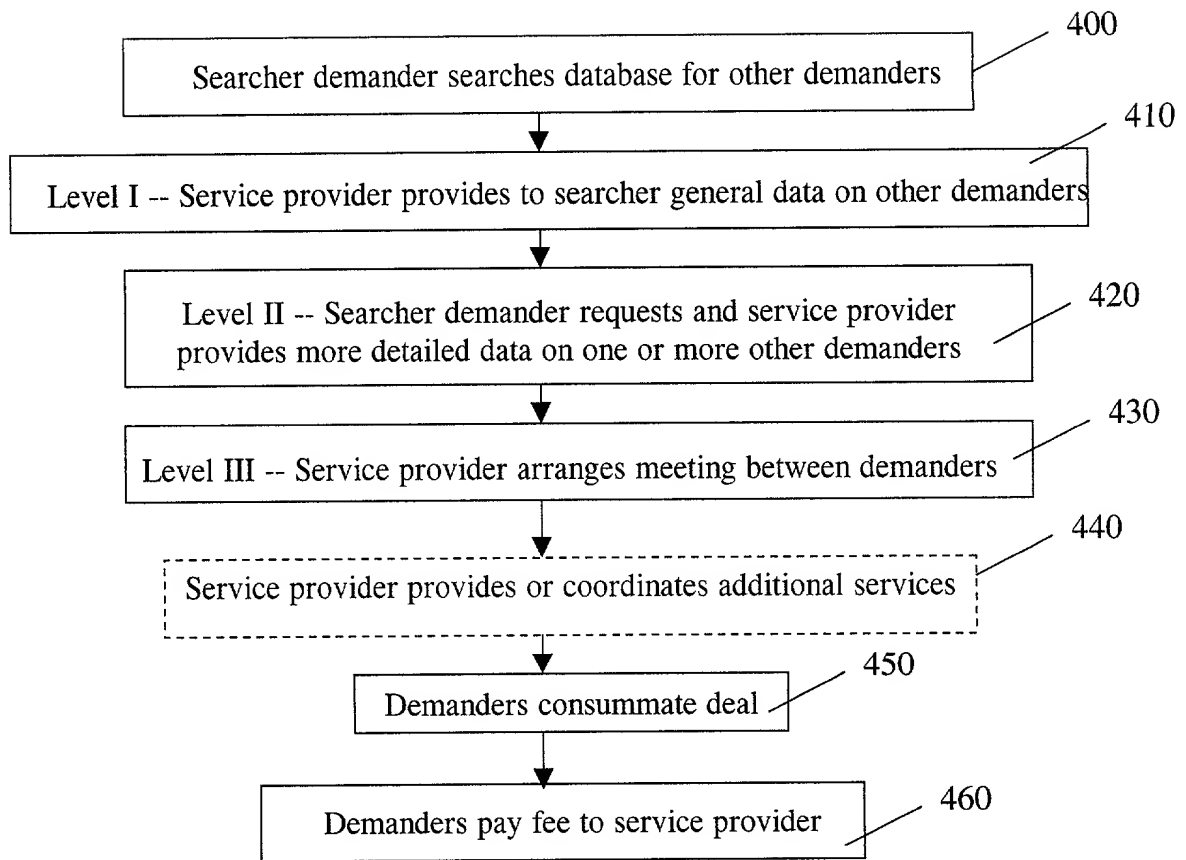 400
Searcher demander searches database for other demanders
410
Level I -- Service provider provides to searcher general data on other demanders
420
Level II -- Searcher demander requests and service provider
provides more detailed data on one or more other demanders
430
Level III -- Service provider arranges meeting between demanders
440
Service provider provides or coordinates additional services
450
Demanders consummate deal
460
Demanders pay fee to service provider